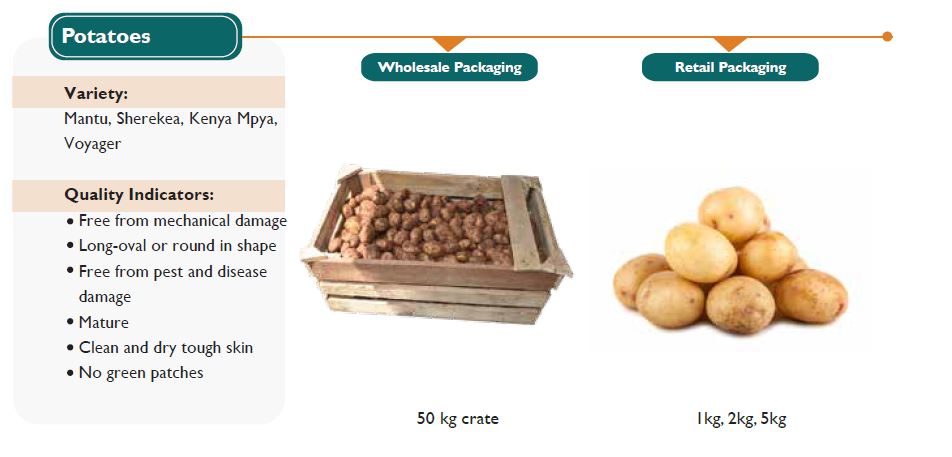 Potatoes
Wholesale Packaging
Retail Packaging
Variety:
Mantu, Sherekea, Kenya Mpya,
Voyager
Quality Indicators:
• Free from mechanical damage
• Long-oval or round in shape
• Free from pest and disease
damage
• Mature
• Clean and dry tough skin
• No green patches
50 kg crate
1kg, 2kg, 5kg